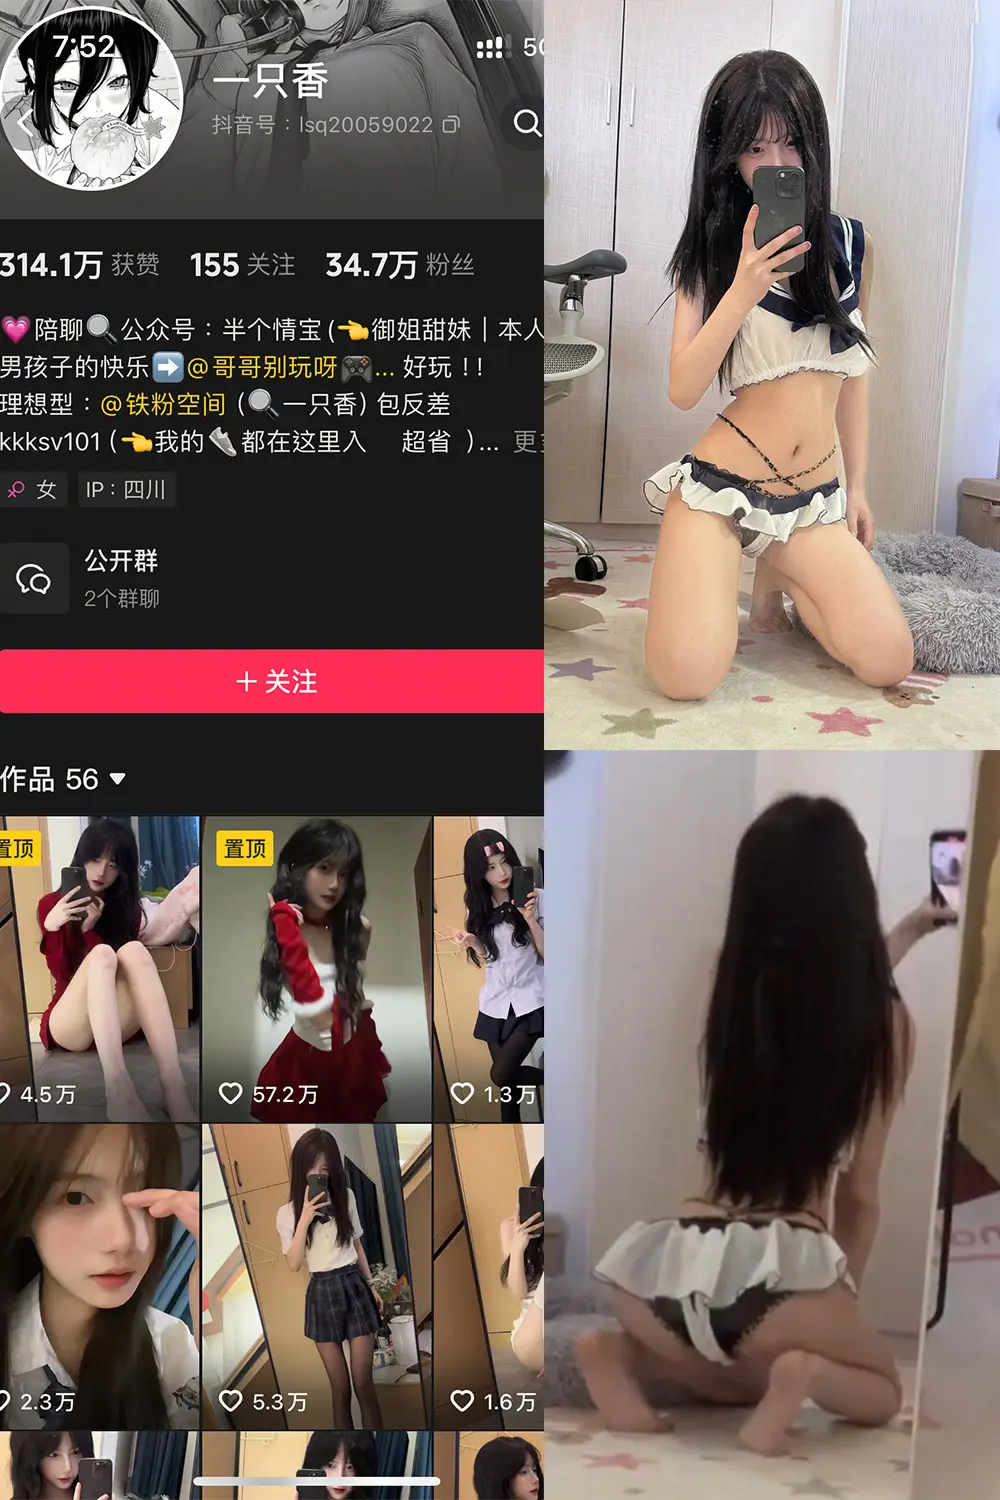 7:52
5G
一只香
抖音号：lsq20059022
314.1万 获赞 155 关注 34.7万 粉丝
💗陪聊🔍公众号：半个情宝(👉御姐甜妹｜本人
男孩子的快乐➡️@哥哥别玩呀🎮... 好玩 !!
理想型：@铁粉空间 (🔍一只香) 包反差
kkksv101 (👉我的👟都在这里入 超省 )... 更
女 IP：四川
公开群
2个群聊
+ 关注
作品 56
置顶 置顶
4.5万 57.2万 1.3万
2.3万 5.3万 1.6万